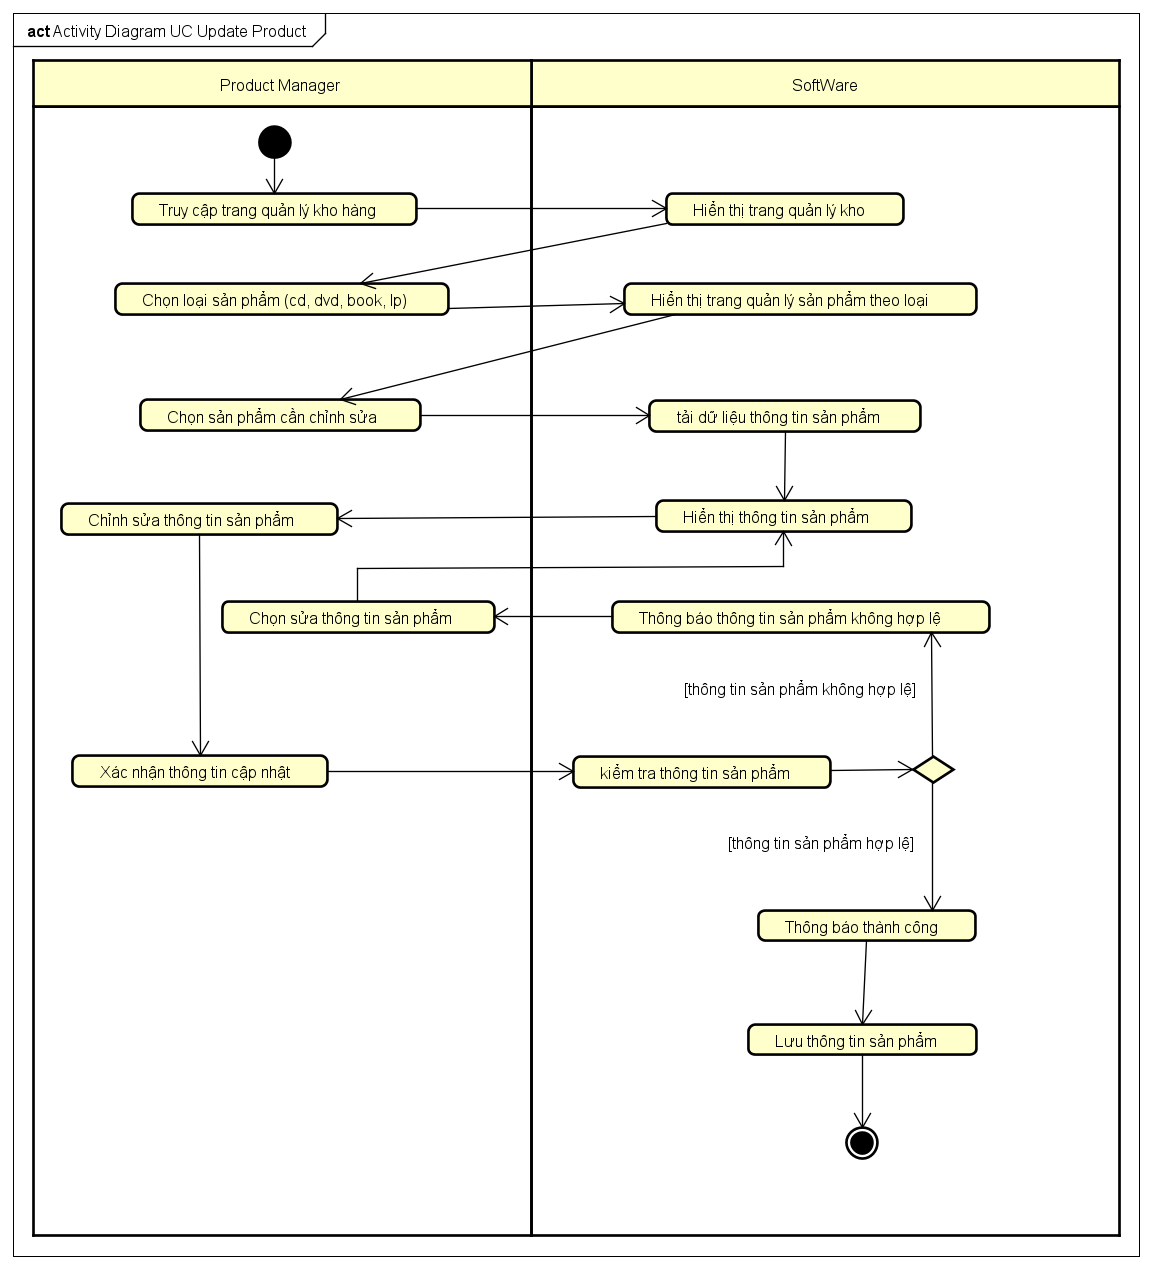 act Activity Diagram UC Update Product
Product Manager
SoftWare
Truy cập trang quản lý kho hàng
Hiển thị trang quản lý kho
Chọn loại sản phẩm (cd, dvd, book, lp)
Hiển thị trang quản lý sản phẩm theo loại
Chọn sản phẩm cần chỉnh sửa
tải dữ liệu thông tin sản phẩm
Chỉnh sửa thông tin sản phẩm
Hiển thị thông tin sản phẩm
Chọn sửa thông tin sản phẩm
Thông báo thông tin sản phẩm không hợp lệ
[thông tin sản phẩm không hợp lệ]
Xác nhận thông tin cập nhật
kiểm tra thông tin sản phẩm
[thông tin sản phẩm hợp lệ]
Thông báo thành công
Lưu thông tin sản phẩm